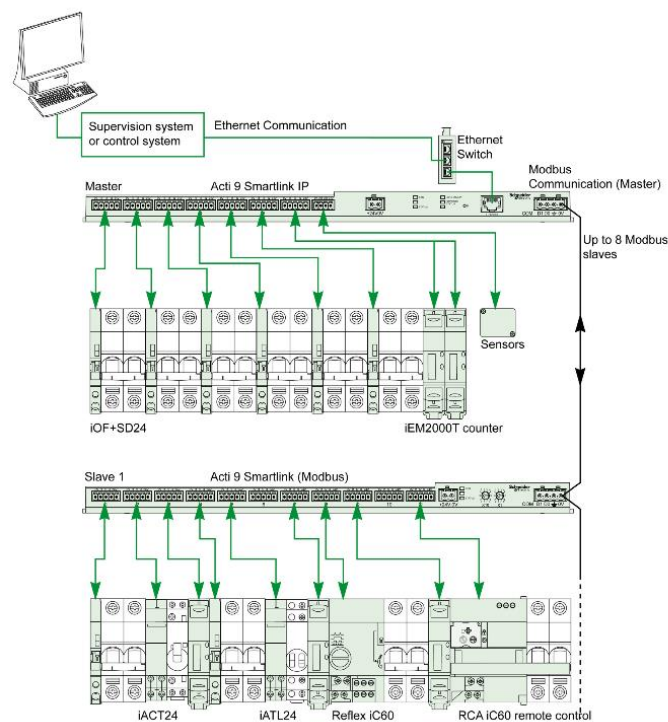 Supervision system
or control system
Ethernet Communication
Ethernet
Switch
Modbus
Communication (Master)
Master
Acti 9 Smartlink IP
Schneider
Up to 8 Modbus
slaves
Sensors
iOF+SD24
iEM2000T counter
Slave 1
Acti 9 Smartlink (Modbus)
Schneider
iACT24
iATL24
Reflex iC60
RCA iC60 remote control